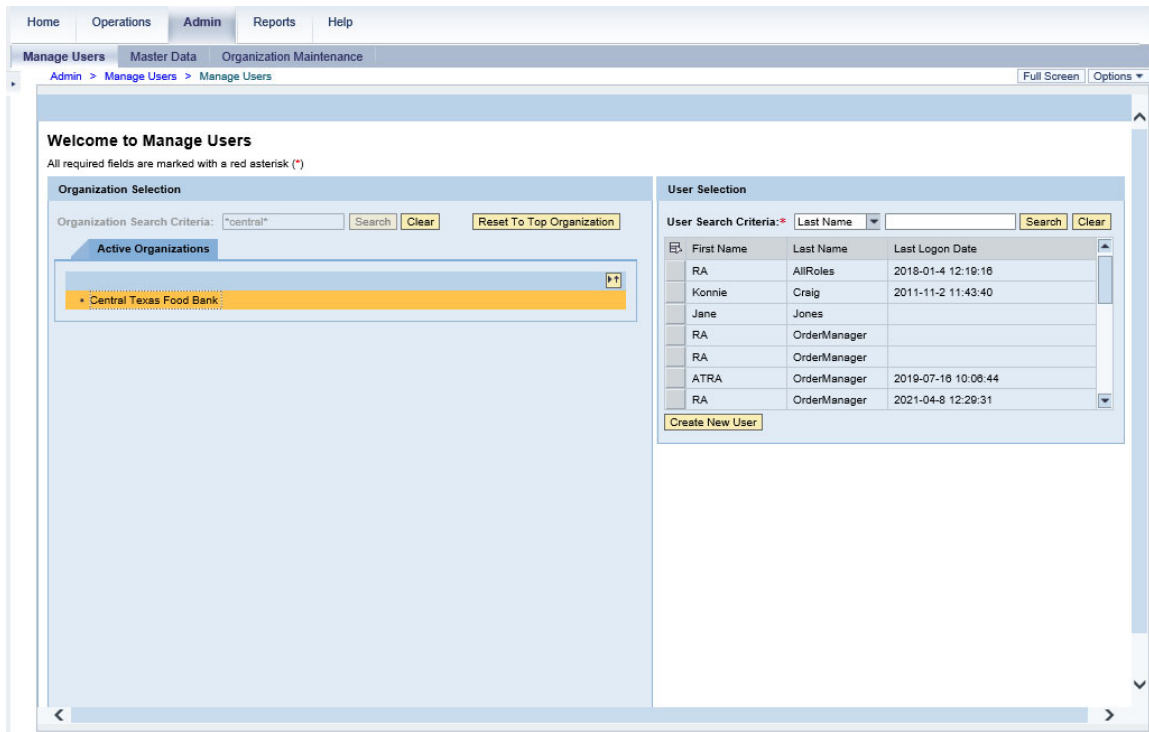 Home Operations Admin Reports Help
Manage Users Master Data Organization Maintenance
Admin > Manage Users > Manage Users Full Screen Options
Welcome to Manage Users
All required fields are marked with a red asterisk (*)
Organization Selection
Organization Search Criteria: *central* Search Clear Reset To Top Organization
Active Organizations
Central Texas Food Bank
User Selection
User Search Criteria:* Last Name Search Clear
First Name Last Name Last Logon Date
RA AllRoles 2018-01-4 12:19:16
Konnie Craig 2011-11-2 11:43:40
Jane Jones
RA OrderManager
RA OrderManager
ATRA OrderManager 2019-07-16 10:06:44
RA OrderManager 2021-04-8 12:29:31
Create New User